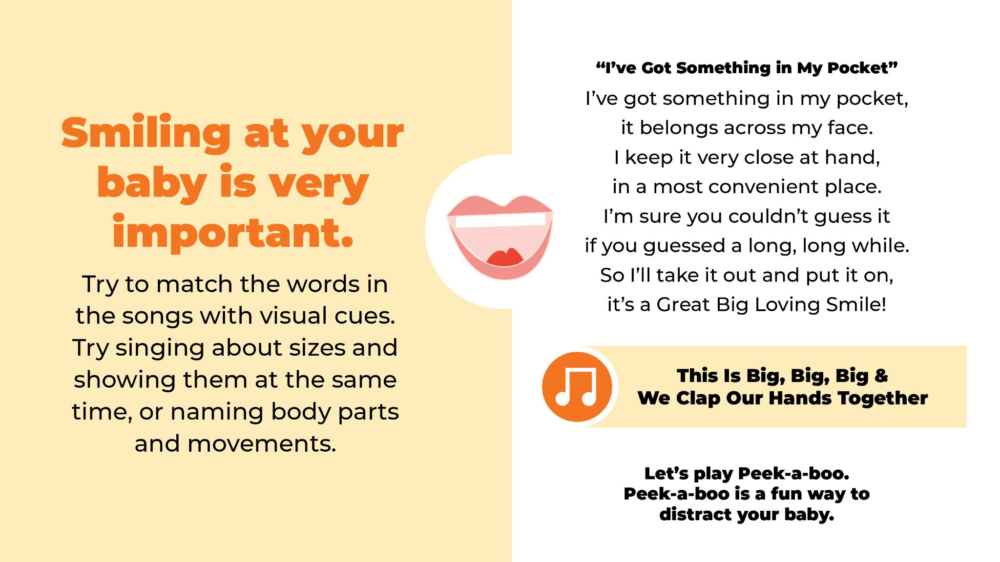 Smiling at your
baby is very
important.
Try to match the words in
the songs with visual cues.
Try singing about sizes and
showing them at the same
time, or naming body parts
and movements.
“I’ve Got Something in My Pocket”
I’ve got something in my pocket,
it belongs across my face.
I keep it very close at hand,
in a most convenient place.
I’m sure you couldn’t guess it
if you guessed a long, long while.
So I’ll take it out and put it on,
it’s a Great Big Loving Smile!
This Is Big, Big, Big &
We Clap Our Hands Together
Let’s play Peek-a-boo.
Peek-a-boo is a fun way to
distract your baby.